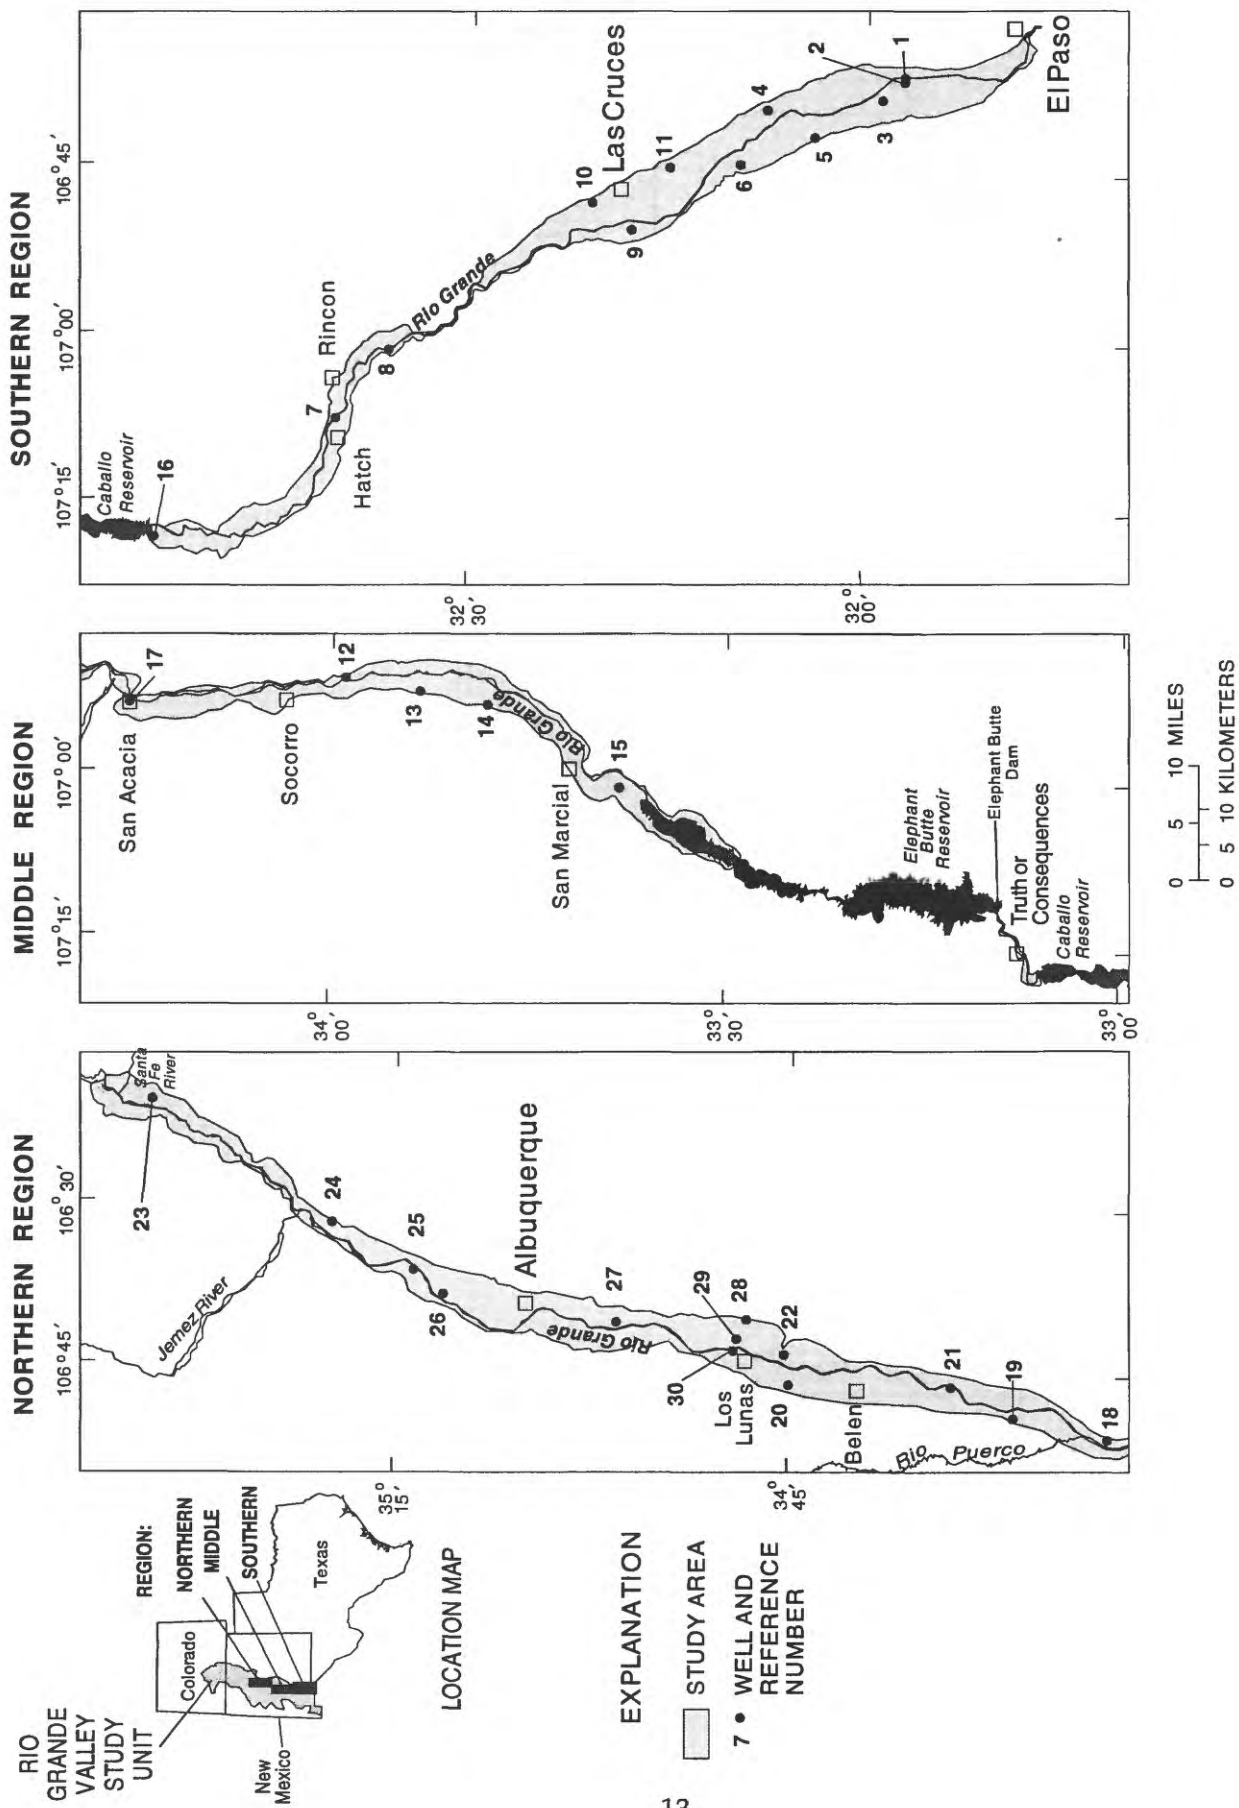 RIO
GRANDE
VALLEY
STUDY
UNIT
Colorado
New
Mexico
Texas
REGION:
NORTHERN
MIDDLE
SOUTHERN
LOCATION MAP
EXPLANATION
STUDY AREA
7 • WELL AND
REFERENCE
NUMBER
NORTHERN REGION
106°30′
106°45′
35°
15′
34°
45′
Santa
Fe
River
23
24
Jemez River
25
26
Albuquerque
27
Rio Grande
29
28
30
22
Los
Lunas
20
Belen
21
19
18
Rio Puerco
MIDDLE REGION
107°00′
107°15′
34°
00′
33°
30′
33°
00′
San Acacia
17
Socorro
12
13
14
Rio Grande
San Marcial
15
Elephant
Butte
Reservoir
Elephant Butte
Dam
Truth or
Consequences
Caballo
Reservoir
0 5 10 MILES
0 5 10 KILOMETERS
SOUTHERN REGION
106°45′
107°00′
107°15′
32°
30′
32°
00′
Caballo
Reservoir
16
Hatch
7
Rincon
8
Rio Grande
10
Las Cruces
9
11
4
6
5
2
1
3
El Paso
13